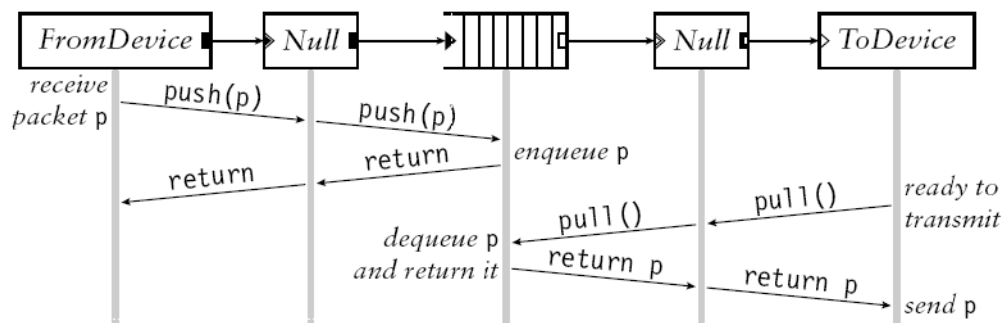 FromDevice
Null
Null
ToDevice
receive
packet p
push(p)
push(p)
enqueue p
return
return
ready to
transmit
pull()
pull()
dequeue p
and return it
return p
return p
send p